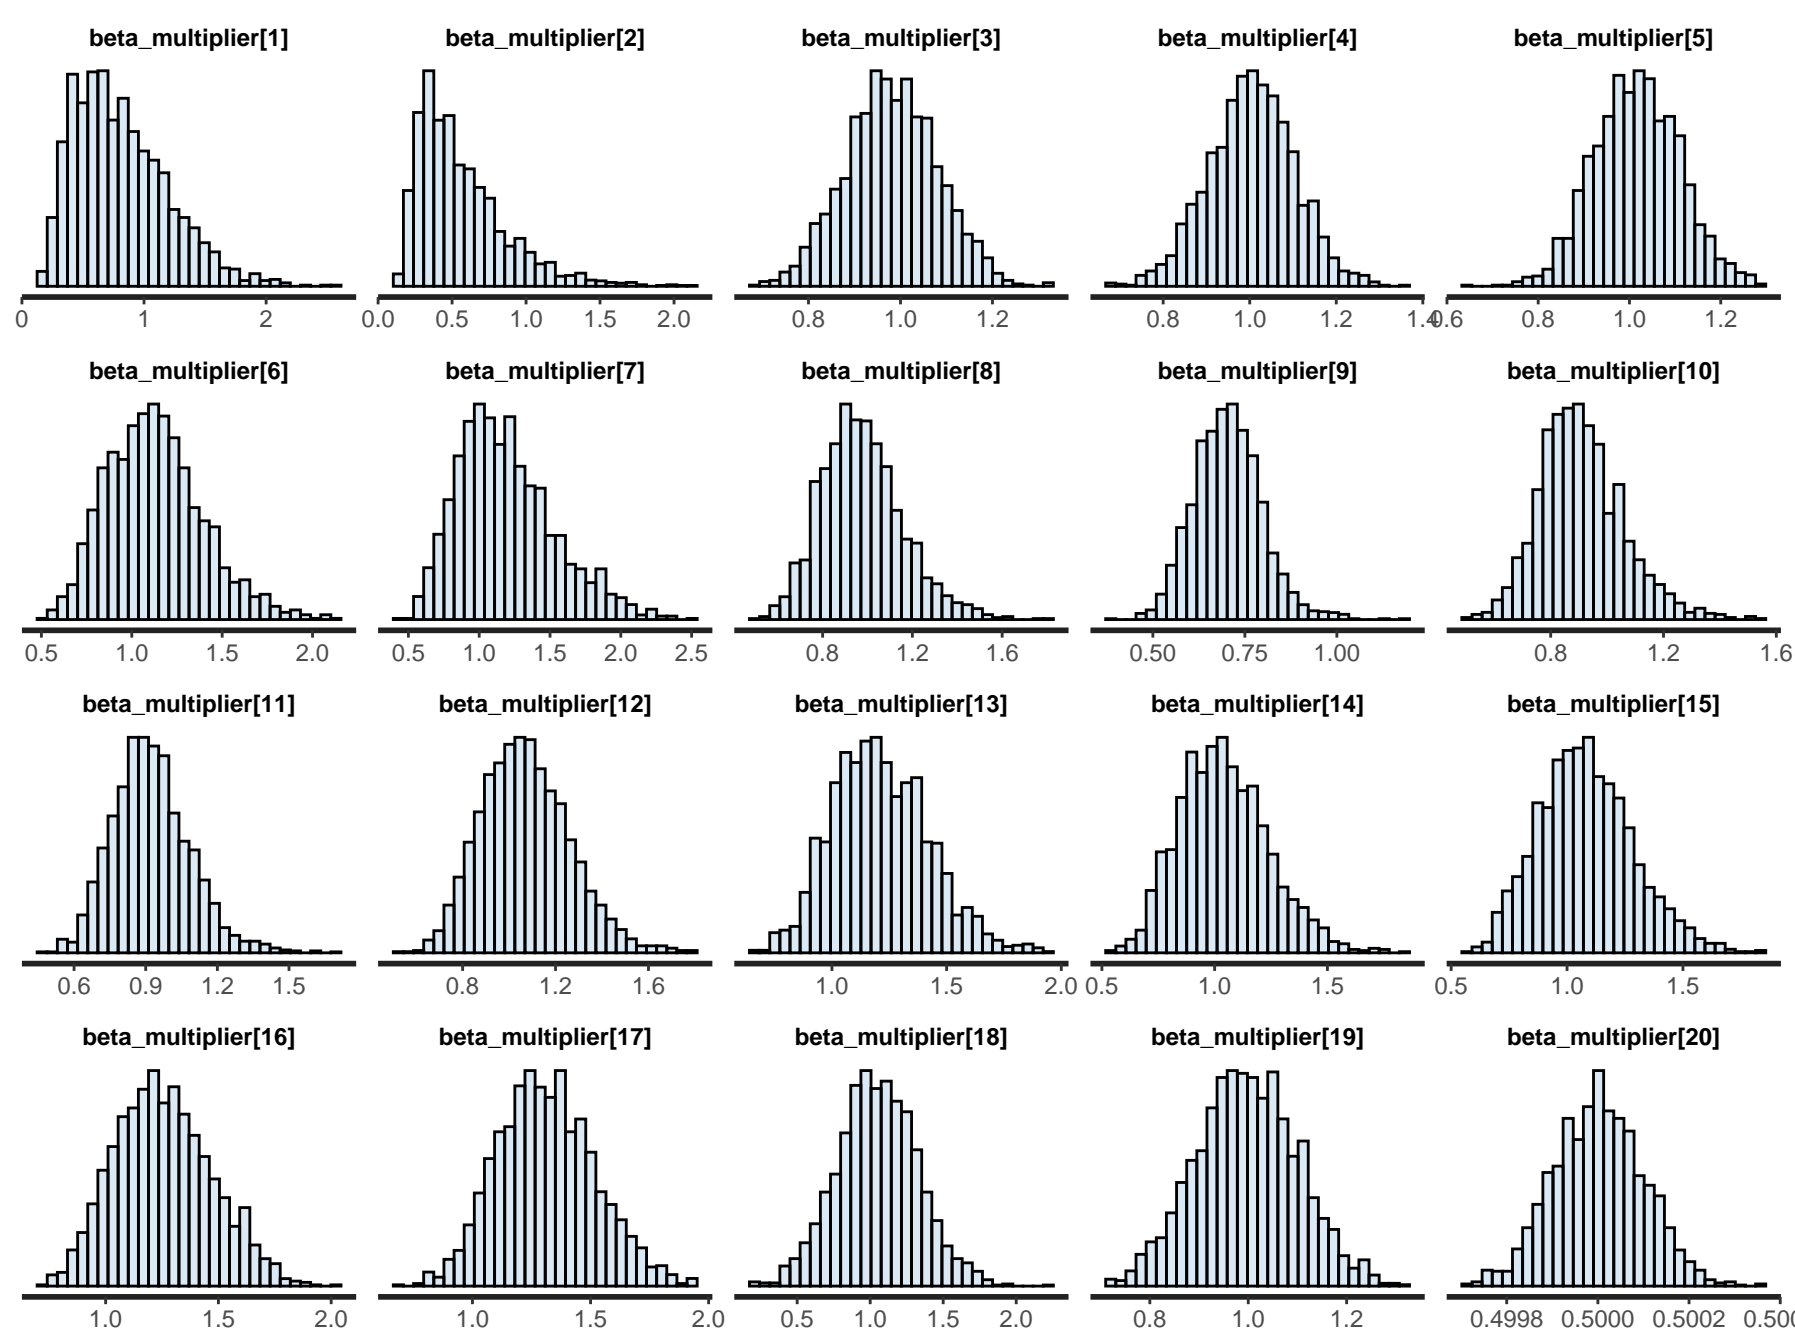 beta_multiplier[1] beta_multiplier[2] beta_multiplier[3] beta_multiplier[4] beta_multiplier[5]
0 1 2 0.0 0.5 1.0 1.5 2.0 0.8 1.0 1.2 0.8 1.0 1.2 1.4 0.6 0.8 1.0 1.2
beta_multiplier[6] beta_multiplier[7] beta_multiplier[8] beta_multiplier[9] beta_multiplier[10]
0.5 1.0 1.5 2.0 0.5 1.0 1.5 2.0 2.5 0.8 1.2 1.6 0.50 0.75 1.00 0.8 1.2 1.6
beta_multiplier[11] beta_multiplier[12] beta_multiplier[13] beta_multiplier[14] beta_multiplier[15]
0.6 0.9 1.2 1.5 0.8 1.2 1.6 1.0 1.5 2.0 0.5 1.0 1.5 0.5 1.0 1.5
beta_multiplier[16] beta_multiplier[17] beta_multiplier[18] beta_multiplier[19] beta_multiplier[20]
1.0 1.5 2.0 1.0 1.5 2.0 0.5 1.0 1.5 2.0 0.8 1.0 1.2 0.4998 0.5000 0.5002